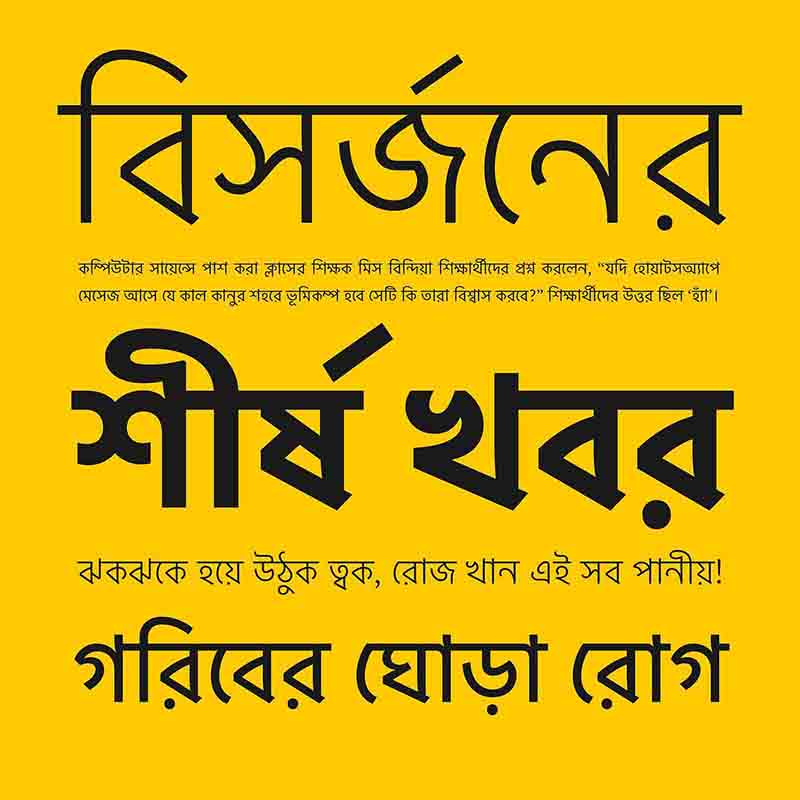 বিসর্জনের
কম্পিউটার সায়েন্সে পাশ করা ক্লাসের শিক্ষক মিস বিন্দিয়া শিক্ষার্থীদের প্রশ্ন করলেন, “যদি হোয়াটসঅ্যাপে
মেসেজ আসে যে কাল কানুর শহরে ভূমিকম্প হবে সেটি কি তারা বিশ্বাস করবে?” শিক্ষার্থীদের উত্তর ছিল ‘হ্যাঁ’।
শীর্ষ খবর
ঝকঝকে হয়ে উঠুক ত্বক, রোজ খান এই সব পানীয়!
গরিবের ঘোড়া রোগ